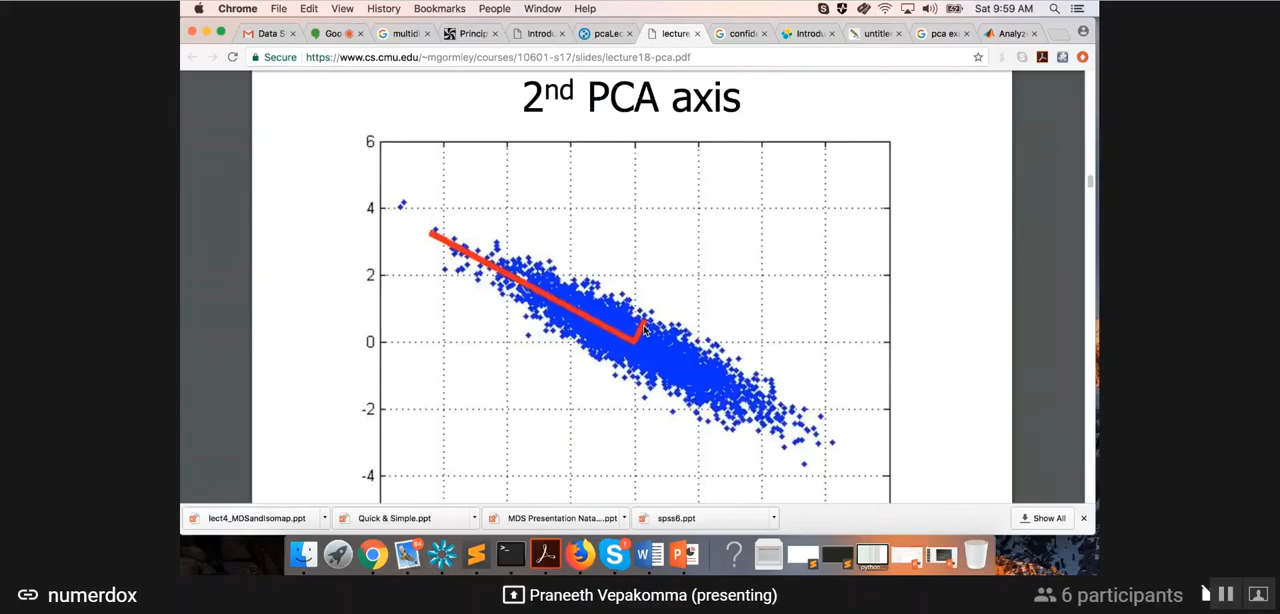 Chrome File Edit View History Bookmarks People Window Help Sat 9:59 AM
Data S Goo multidi Princip Introdu pcaLec lecture confid Introdu untitle pca ex Analyz
Secure https://www.cs.cmu.edu/~mgormley/courses/10601-s17/slides/lecture18-pca.pdf
2nd PCA axis
6
4
2
0
-2
-4
lect4_MDSandIsomap.ppt Quick & Simple.ppt MDS Presentation Nata....ppt spss6.ppt Show All
python
numerdox Praneeth Vepakomma (presenting) 6 participants